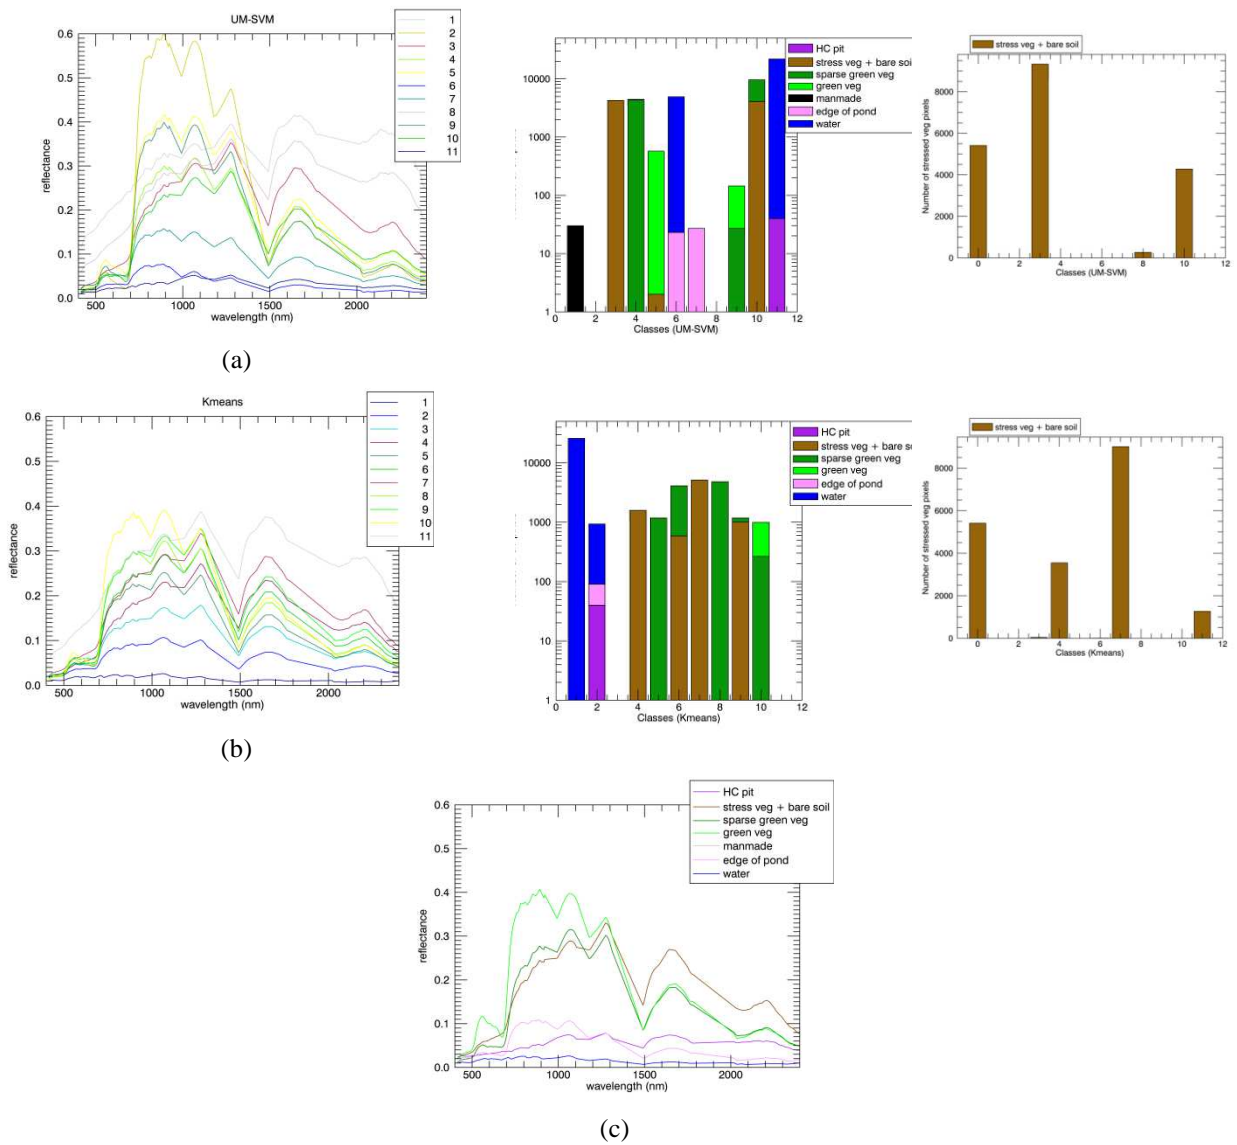 UM-SVM
1
2
3
4
5
6
7
8
9
10
11
0.6
0.5
0.4
0.3
0.2
0.1
0.0
reflectance
500 1000 1500 2000
wavelength (nm)
HC pit
stress veg + bare soil
sparse green veg
green veg
manmade
edge of pond
water
10000
1000
100
10
1
0 2 4 6 8 10 12
Classes (UM-SVM)
stress veg + bare soil
Number of stressed veg pixels
8000
6000
4000
2000
0
0 2 4 6 8 10 12
Classes (UM-SVM)
(a)
Kmeans
1
2
3
4
5
6
7
8
9
10
11
0.6
0.5
0.4
0.3
0.2
0.1
0.0
reflectance
500 1000 1500 2000
wavelength (nm)
HC pit
stress veg + bare so
sparse green veg
green veg
edge of pond
water
10000
1000
100
10
1
0 2 4 6 8 10 12
Classes (Kmeans)
stress veg + bare soil
Number of stressed veg pixels
8000
6000
4000
2000
0
0 2 4 6 8 10 12
Classes (Kmeans)
(b)
HC pit
stress veg + bare soil
sparse green veg
green veg
manmade
edge of pond
water
0.6
0.5
0.4
0.3
0.2
0.1
0.0
reflectance
500 1000 1500 2000
wavelength (nm)
(c)